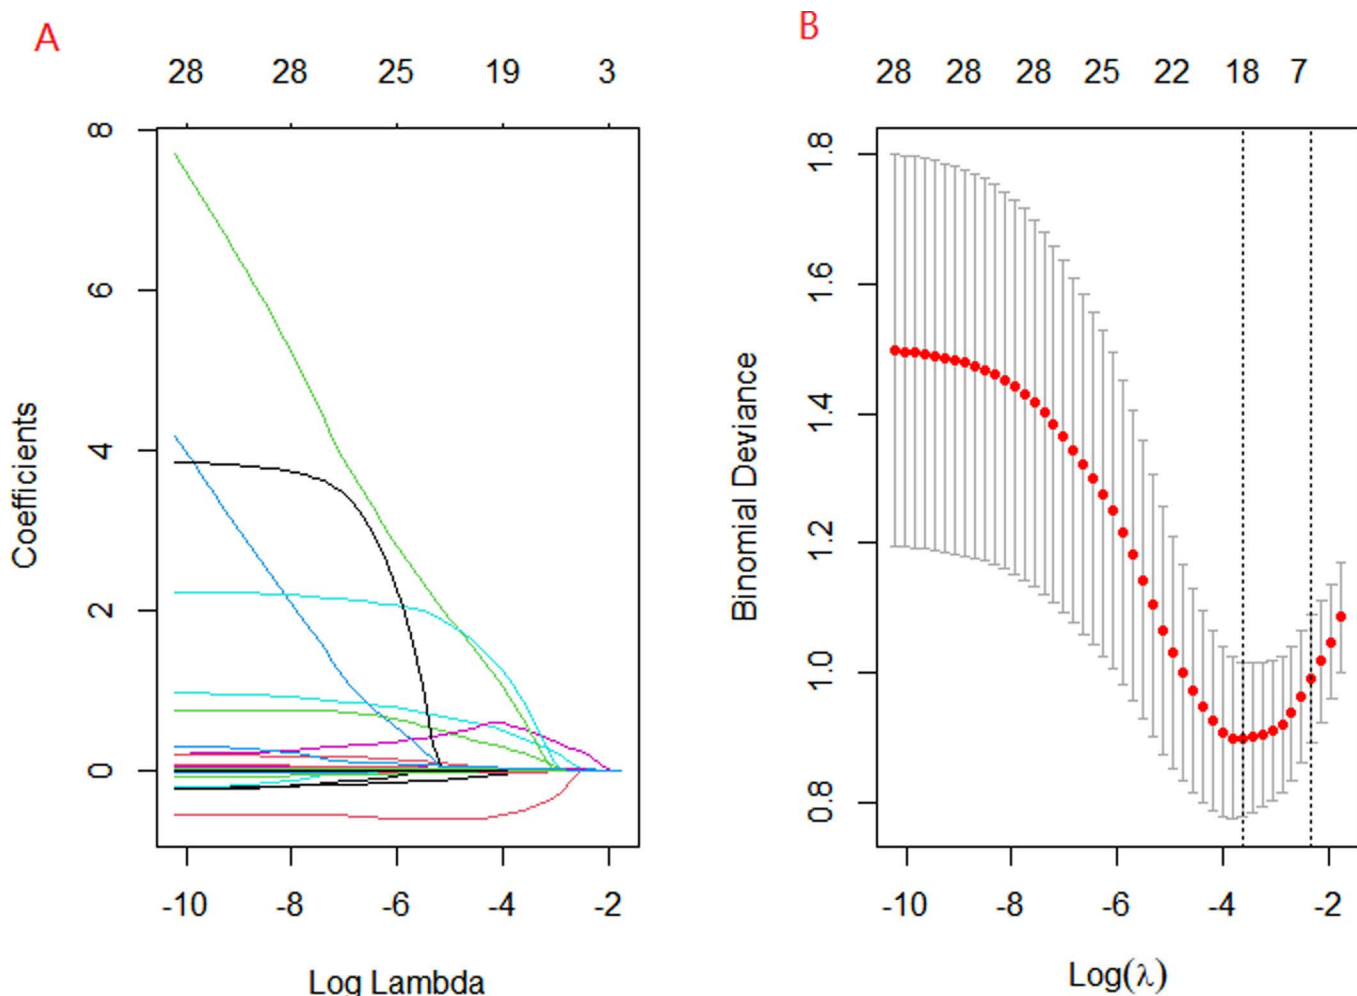 A
28 28 25 19 3
Coefficients
8
6
4
2
0
-10 -8 -6 -4 -2
Log Lambda
B
28 28 28 25 22 18 7
Binomial Deviance
1.8
1.6
1.4
1.2
1.0
0.8
-10 -8 -6 -4 -2
Log(λ)